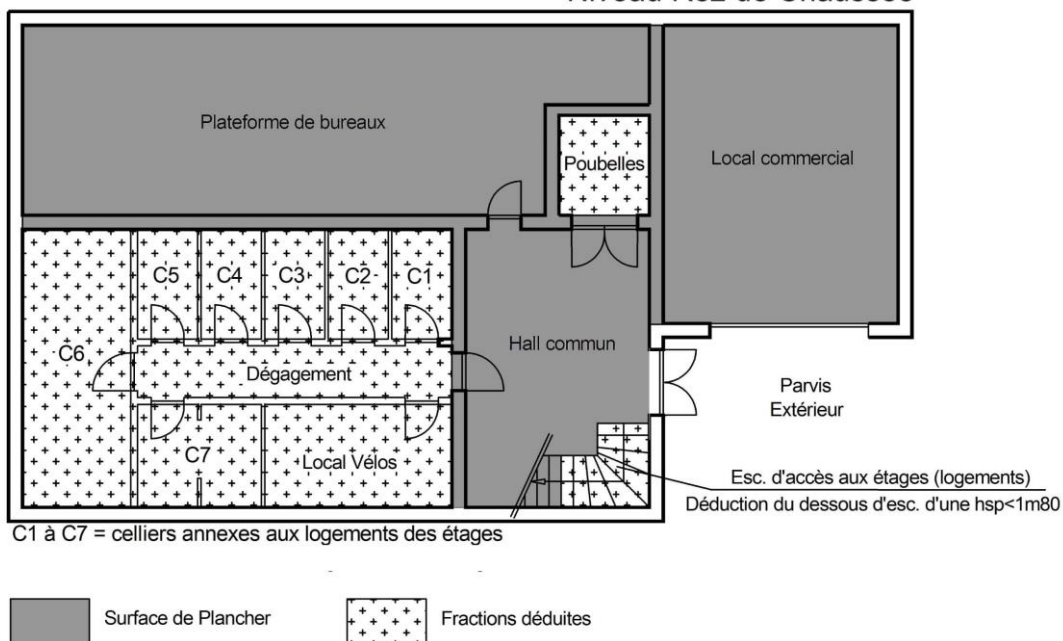 Plateforme de bureaux
Poubelles
Local commercial
C5
C4
C3
C2
C1
C6
Dégagement
Hall commun
Parvis
Extérieur
C7
Local Vélos
Esc. d'accès aux étages (logements)
Déduction du dessous d'esc. d'une hsp<1m80
C1 à C7 = celliers annexes aux logements des étages
Surface de Plancher
Fractions déduites